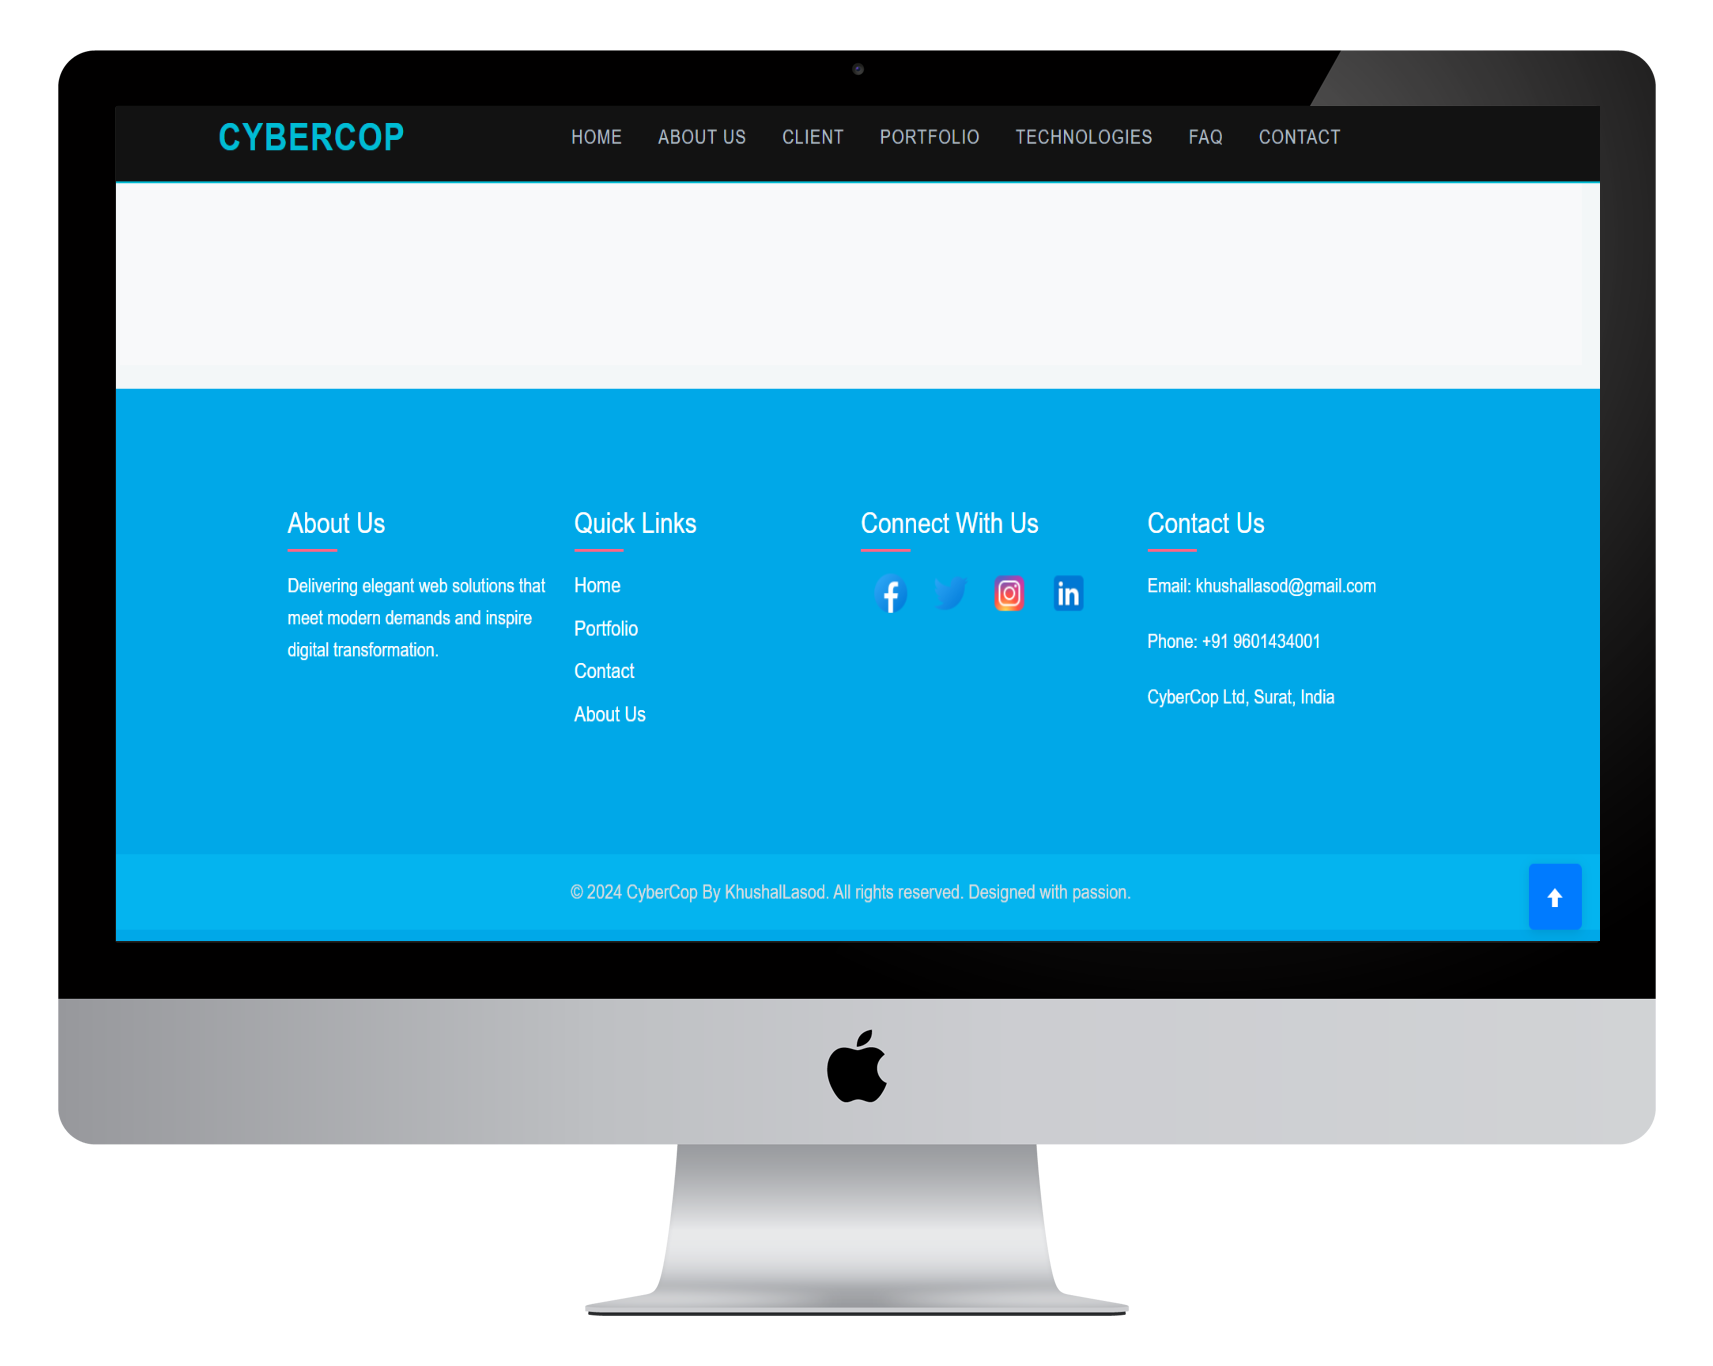 CYBERCOP
HOME ABOUT US CLIENT PORTFOLIO TECHNOLOGIES FAQ CONTACT
About Us
Delivering elegant web solutions that
meet modern demands and inspire
digital transformation.
Quick Links
Home
Portfolio
Contact
About Us
Connect With Us
Contact Us
Email: khushallasod@gmail.com
Phone: +91 9601434001
CyberCop Ltd, Surat, India
© 2024 CyberCop By KhushalLasod. All rights reserved. Designed with passion.